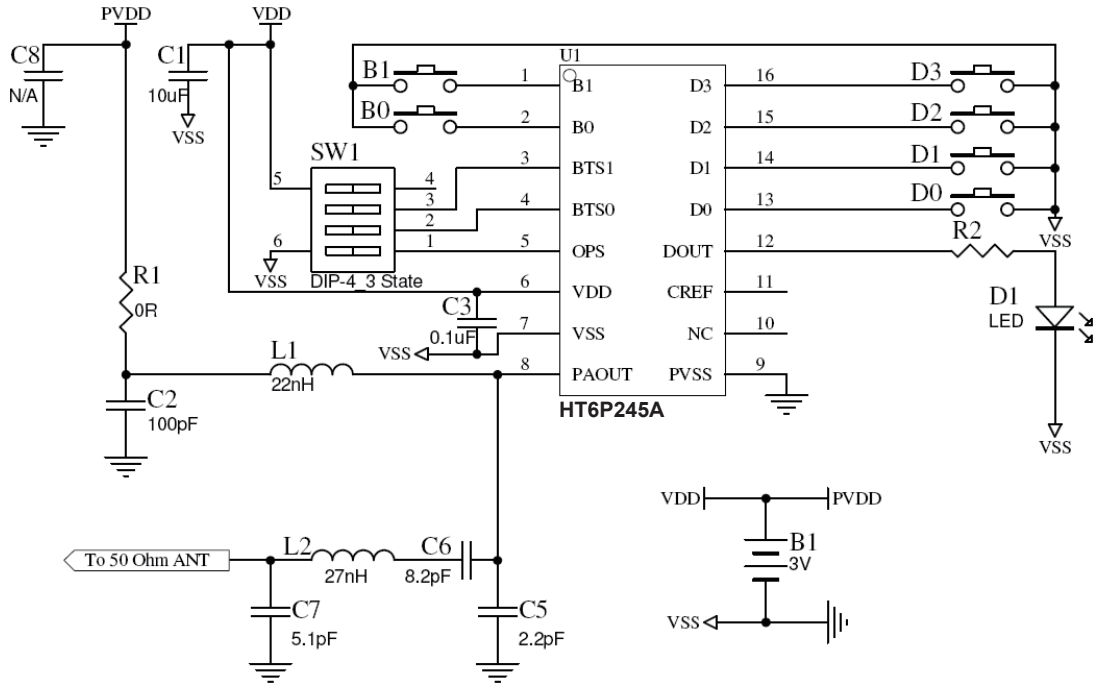 PVDD
VDD
C8
N/A
C1
10uF
VSS
U1
B1
1
B1
D3
16
D3
B0
2
B0
D2
15
D2
SW1
3
BTS1
D1
14
D1
5
4
3
2
1
4
BTS0
D0
13
D0
6
VSS
5
OPS
DOUT
12
R2
VSS
DIP-4_3 State
6
VDD
CREF
11
D1
LED
R1
0R
C3
0.1uF
VSS
7
VSS
NC
10
L1
22nH
8
PAOUT
PVSS
9
HT6P245A
C2
100pF
VSS
VDD
PVDD
B1
3V
VSS
To 50 Ohm ANT
L2
27nH
C6
8.2pF
C7
5.1pF
C5
2.2pF